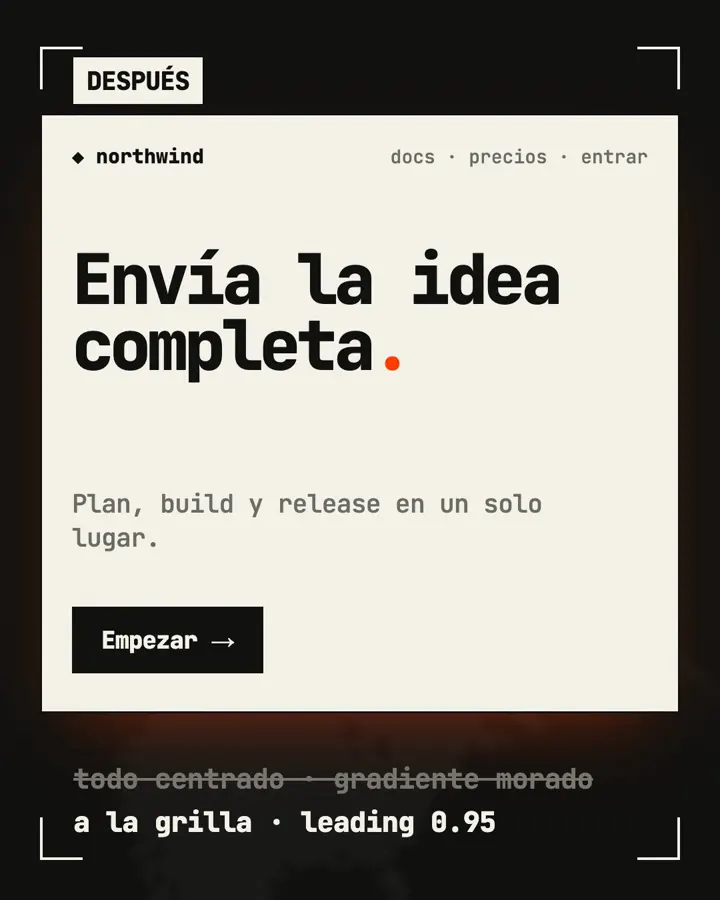 DESPUÉS
◆ northwind
docs · precios · entrar
Envía la idea
completa.
Plan, build y release en un solo
lugar.
Empezar →
todo centrado · gradiente morado
a la grilla · leading 0.95